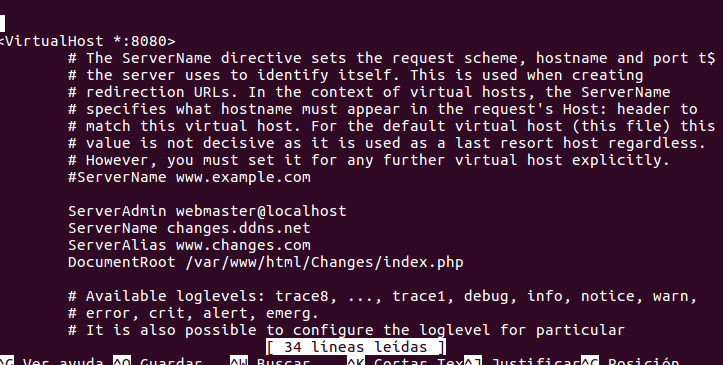 <VirtualHost *:8080>
# The ServerName directive sets the request scheme, hostname and port t$
# the server uses to identify itself. This is used when creating
# redirection URLs. In the context of virtual hosts, the ServerName
# specifies what hostname must appear in the request's Host: header to
# match this virtual host. For the default virtual host (this file) this
# value is not decisive as it is used as a last resort host regardless.
# However, you must set it for any further virtual host explicitly.
#ServerName www.example.com
ServerAdmin webmaster@localhost
ServerName changes.ddns.net
ServerAlias www.changes.com
DocumentRoot /var/www/html/Changes/index.php
# Available loglevels: trace8, ..., trace1, debug, info, notice, warn,
# error, crit, alert, emerg.
# It is also possible to configure the loglevel for particular
[ 34 líneas leídas ]
^G Ver ayuda ^O Guardar ^W Buscar ^K Cortar Tex^J Justificar^C Posición